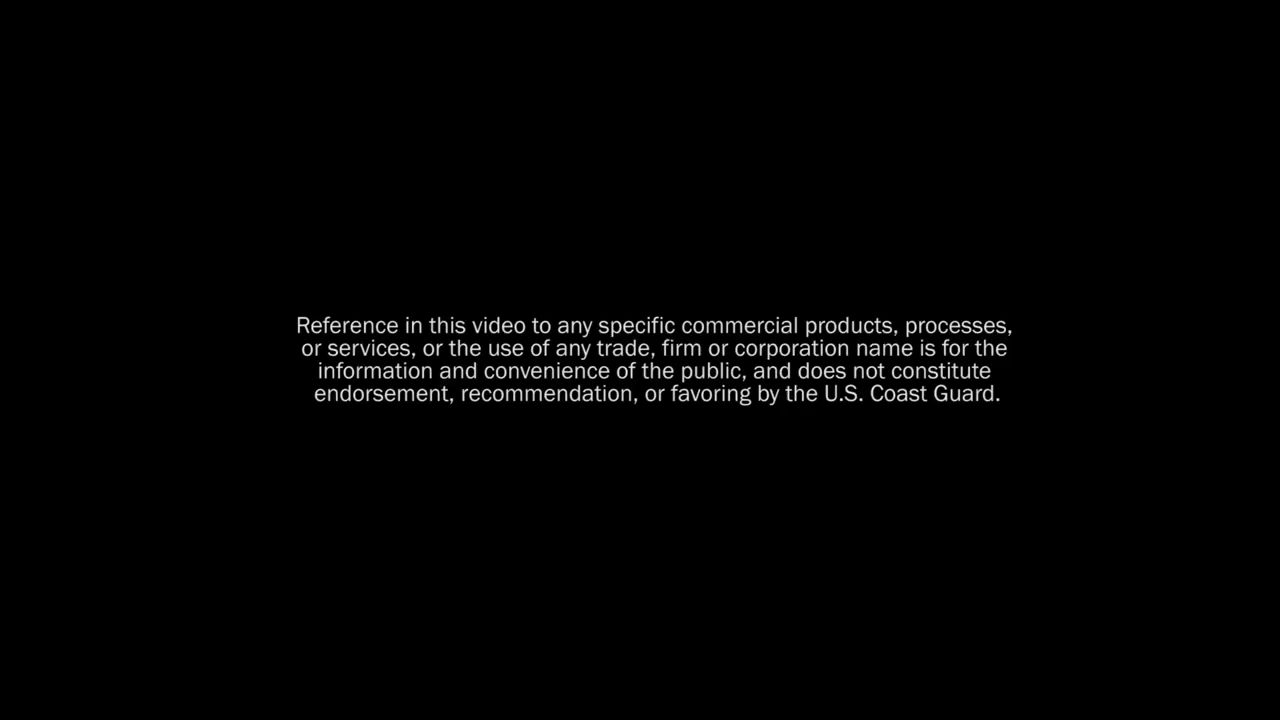 Reference in this video to any specific commercial products, processes,
or services, or the use of any trade, firm or corporation name is for the
information and convenience of the public, and does not constitute
endorsement, recommendation, or favoring by the U.S. Coast Guard.